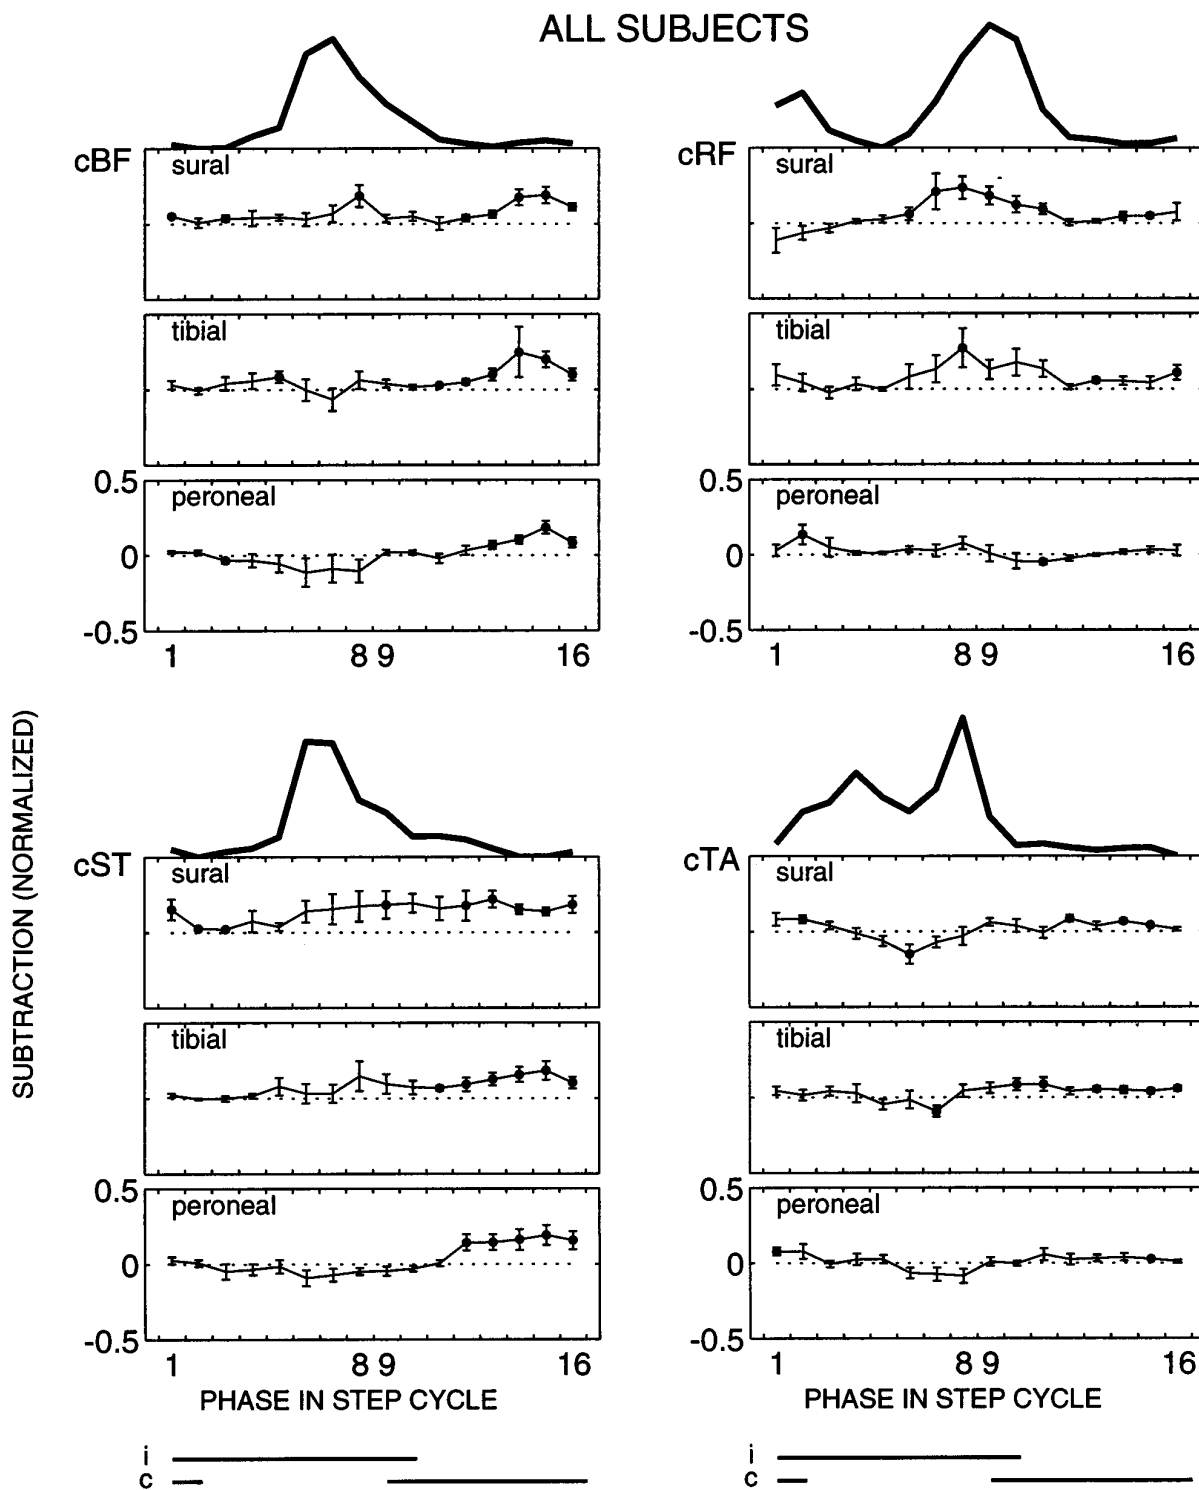 ALL SUBJECTS
cBF
sural
tibial
0.5
peroneal
0
-0.5
1 8 9 16
cRF
sural
tibial
0.5
peroneal
0
-0.5
1 8 9 16
SUBTRACTION (NORMALIZED)
cST
sural
tibial
0.5
peroneal
0
-0.5
1 8 9 16
PHASE IN STEP CYCLE
i
c
cTA
sural
tibial
0.5
peroneal
0
-0.5
1 8 9 16
PHASE IN STEP CYCLE
i
c